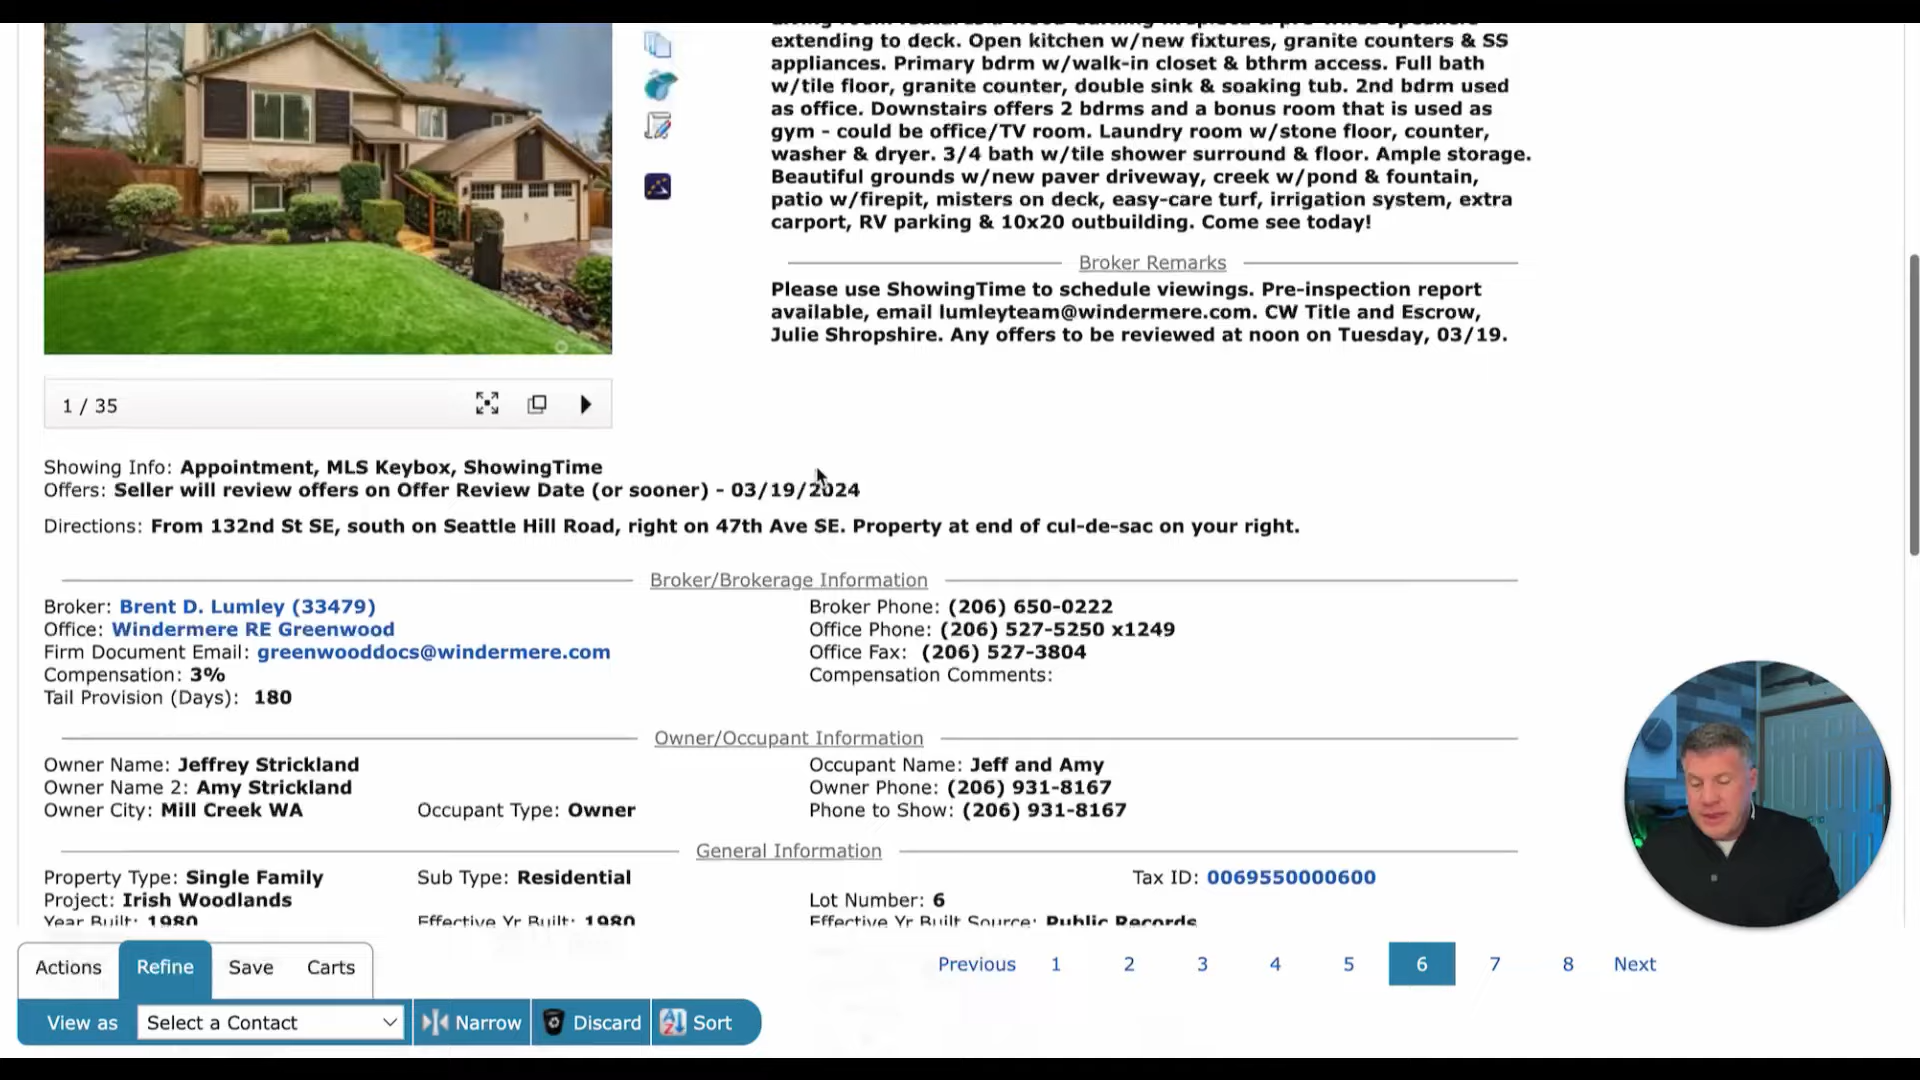 extending to deck. Open kitchen w/new fixtures, granite counters & SS
appliances. Primary bdrm w/walk-in closet & bthrm access. Full bath
w/tile floor, granite counter, double sink & soaking tub. 2nd bdrm used
as office. Downstairs offers 2 bdrms and a bonus room that is used as
gym - could be office/TV room. Laundry room w/stone floor, counter,
washer & dryer. 3/4 bath w/tile shower surround & floor. Ample storage.
Beautiful grounds w/new paver driveway, creek w/pond & fountain,
patio w/firepit, misters on deck, easy-care turf, irrigation system, extra
carport, RV parking & 10x20 outbuilding. Come see today!
Broker Remarks
Please use ShowingTime to schedule viewings. Pre-inspection report
available, email lumleyteam@windermere.com. CW Title and Escrow,
Julie Shropshire. Any offers to be reviewed at noon on Tuesday, 03/19.
1 / 35
Showing Info: Appointment, MLS Keybox, ShowingTime
Offers: Seller will review offers on Offer Review Date (or sooner) - 03/19/2024
Directions: From 132nd St SE, south on Seattle Hill Road, right on 47th Ave SE. Property at end of cul-de-sac on your right.
Broker/Brokerage Information
Broker: Brent D. Lumley (33479) Broker Phone: (206) 650-0222
Office: Windermere RE Greenwood Office Phone: (206) 527-5250 x1249
Firm Document Email: greenwooddocs@windermere.com Office Fax: (206) 527-3804
Compensation: 3% Compensation Comments:
Tail Provision (Days): 180
Owner/Occupant Information
Owner Name: Jeffrey Strickland Occupant Name: Jeff and Amy
Owner Name 2: Amy Strickland Owner Phone: (206) 931-8167
Owner City: Mill Creek WA Occupant Type: Owner Phone to Show: (206) 931-8167
General Information
Property Type: Single Family Sub Type: Residential Tax ID: 0069550000600
Project: Irish Woodlands Lot Number: 6
Year Built: 1980 Effective Yr Built: 1980 Effective Yr Built Source: Public Records
Actions Refine Save Carts Previous 1 2 3 4 5 6 7 8 Next
View as Select a Contact Narrow Discard Sort